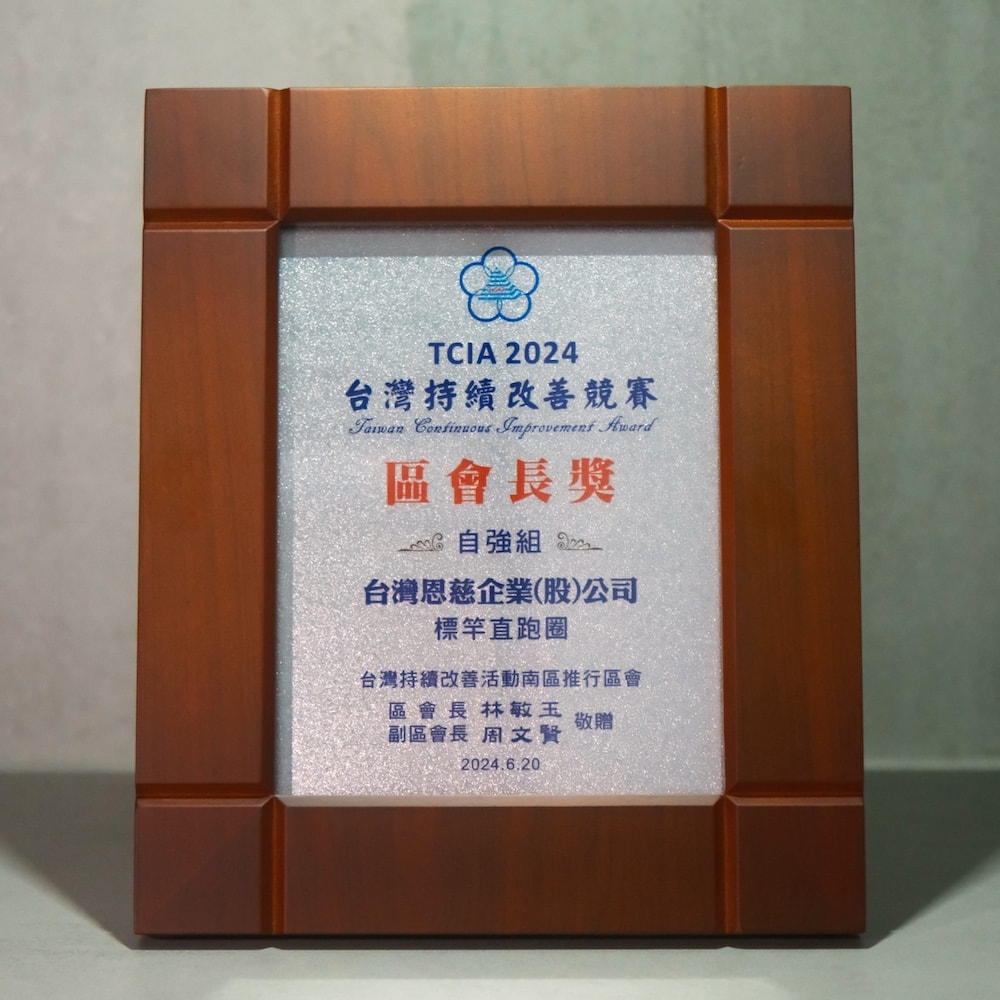 TCIA 2024
台灣持續改善競賽
Taiwan Continuous Improvement Award
區會長獎
自強組
台灣恩慈企業(股)公司
標竿直跑圈
台灣持續改善活動南區推行區會
區會長 林敏玉
副區會長 周文賢 敬贈
2024.6.20